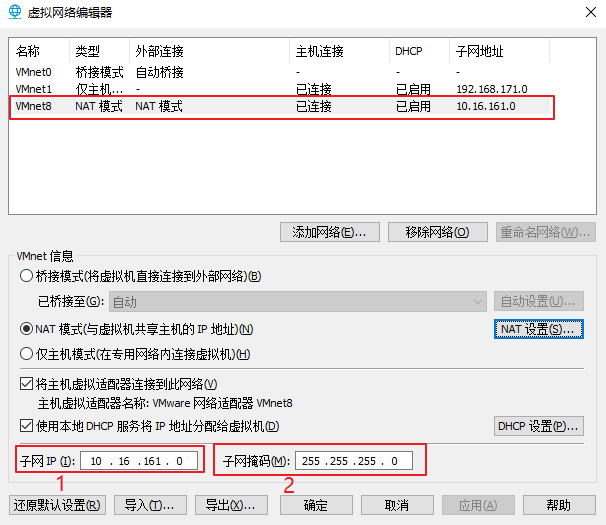 虚拟网络编辑器
名称 类型 外部连接 主机连接 DHCP 子网地址
VMnet0 桥接模式 自动桥接 - - -
VMnet1 仅主机... - 已连接 已启用 192.168.171.0
VMnet8 NAT 模式 NAT 模式 已连接 已启用 10.16.161.0
添加网络(E)... 移除网络(O) 重命名网络(W)...
VMnet 信息
桥接模式(将虚拟机直接连接到外部网络)(B)
已桥接至(G): 自动 自动设置(U)...
NAT 模式(与虚拟机共享主机的 IP 地址)(N) NAT 设置(S)...
仅主机模式(在专用网络内连接虚拟机)(H)
将主机虚拟适配器连接到此网络(V)
主机虚拟适配器名称: VMware 网络适配器 VMnet8
使用本地 DHCP 服务将 IP 地址分配给虚拟机(D) DHCP 设置(P)...
子网 IP (I): 10 . 16 .161 . 0 子网掩码(M): 255 .255 .255 . 0
1 2
还原默认设置(R) 导入(T)... 导出(X)... 确定 取消 应用(A) 帮助